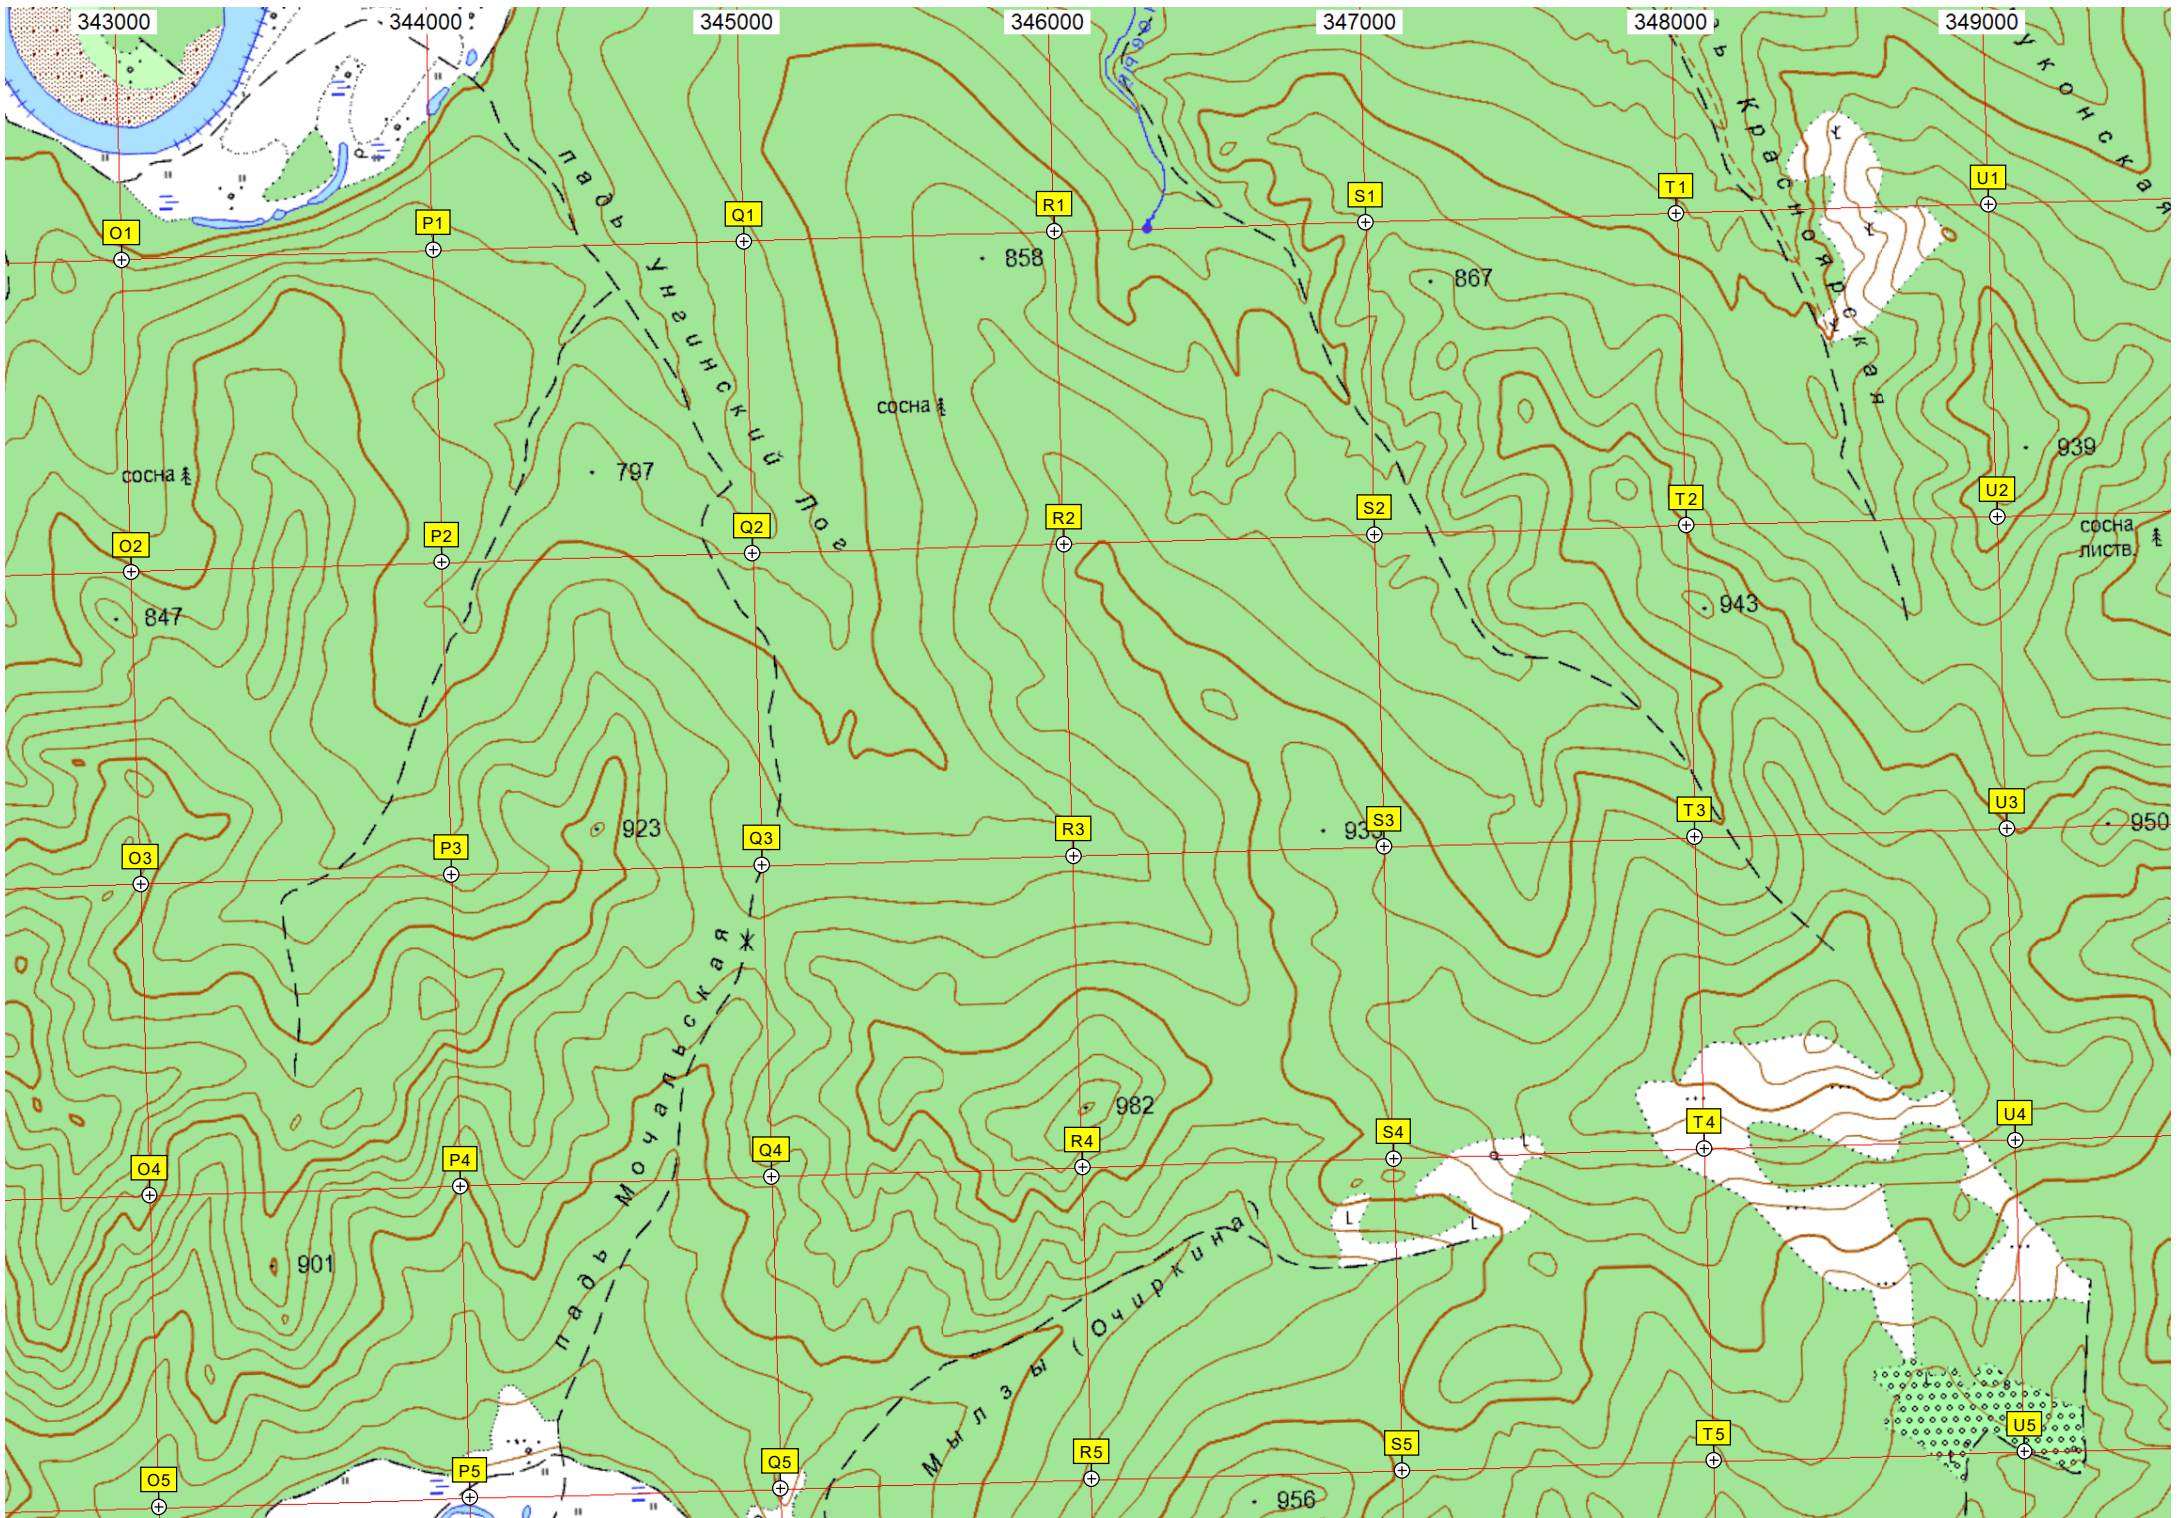 343000 344000 345000 346000 347000 348000 349000
падь Унгинский Лог
ь Красноярская
уконская
O1 P1 Q1 R1 S1 T1 U1
858
867
сосна
797
939
сосна
O2 P2 Q2 R2 S2 T2 U2
сосна
листв.
847
943
923
950
O3 P3 Q3 R3 S3 T3 U3
падь Мочальская
982
O4 P4 Q4 R4 S4 T4 U4
901
Мылзы (Очиркина)
O5 P5 Q5 R5 S5 T5 U5
956